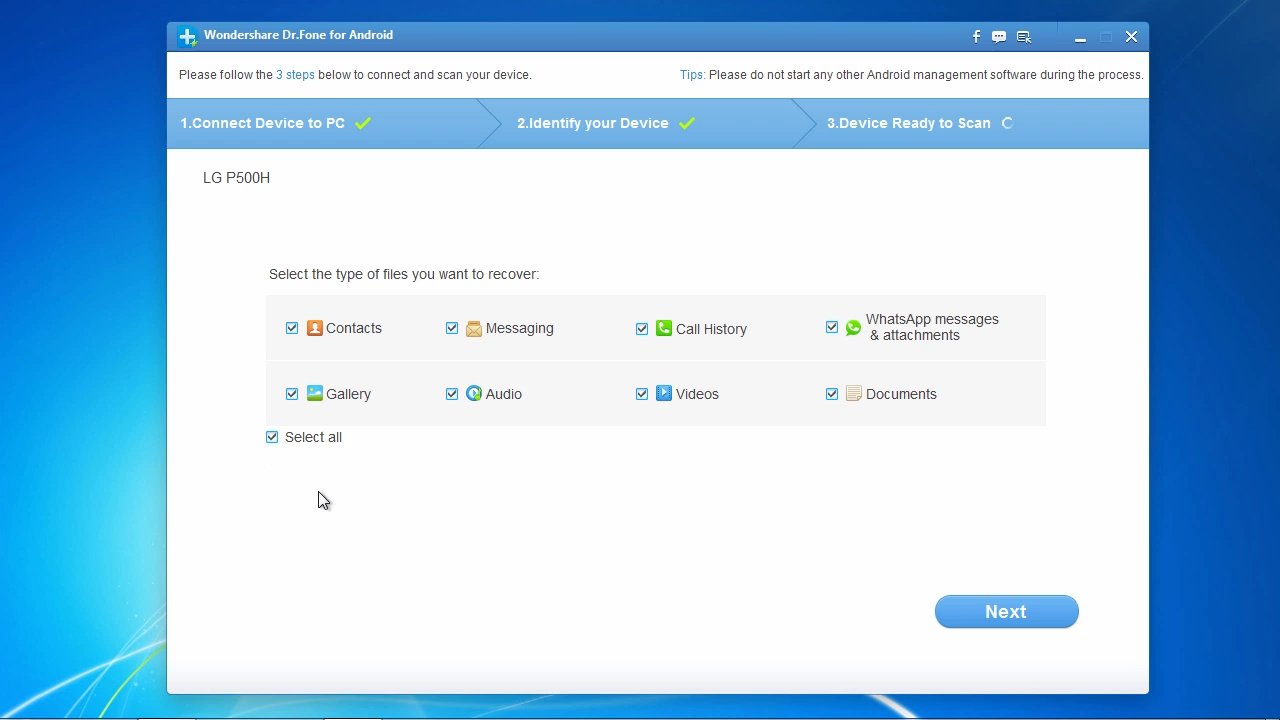 Wondershare Dr.Fone for Android
Please follow the 3 steps below to connect and scan your device.
Tips: Please do not start any other Android management software during the process.
1.Connect Device to PC
2.Identify your Device
3.Device Ready to Scan
LG P500H
Select the type of files you want to recover:
Contacts
Messaging
Call History
WhatsApp messages
& attachments
Gallery
Audio
Videos
Documents
Select all
Next